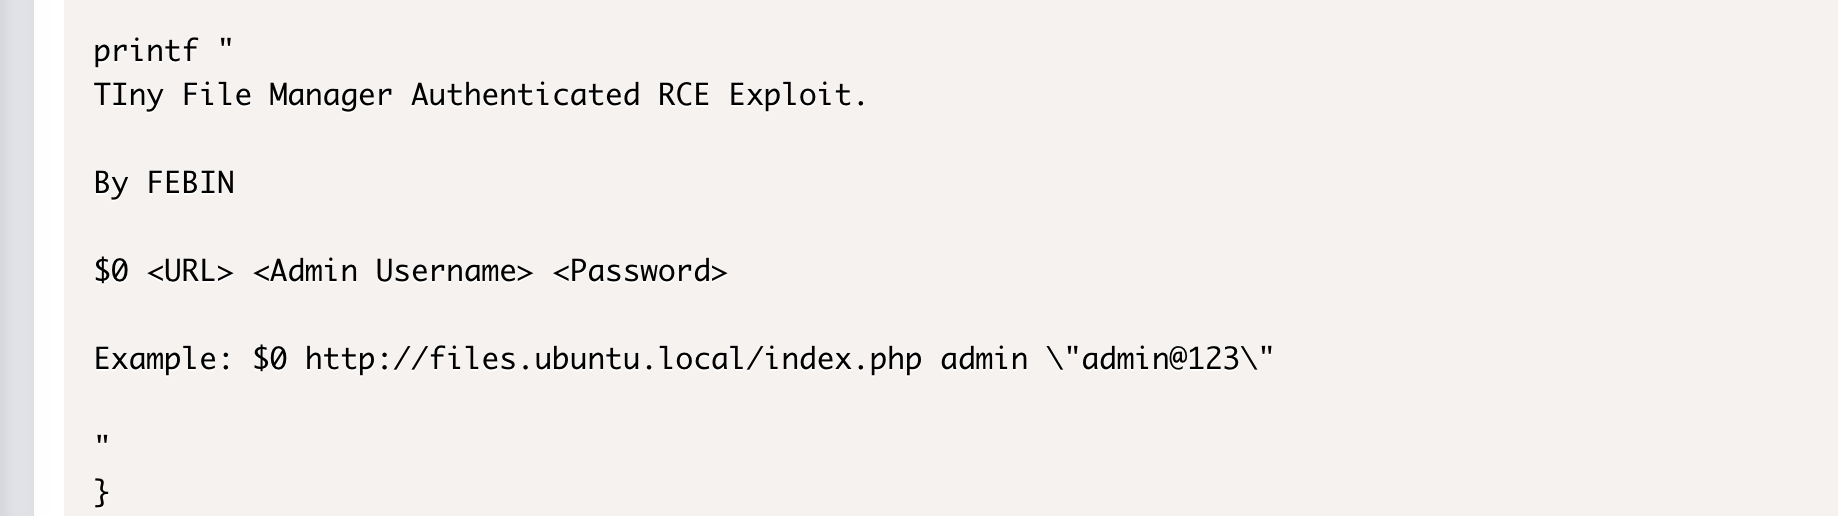 printf "
TIny File Manager Authenticated RCE Exploit.
By FEBIN
$0 <URL> <Admin Username> <Password>
Example: $0 http://files.ubuntu.local/index.php admin \"admin@123\"
"
}